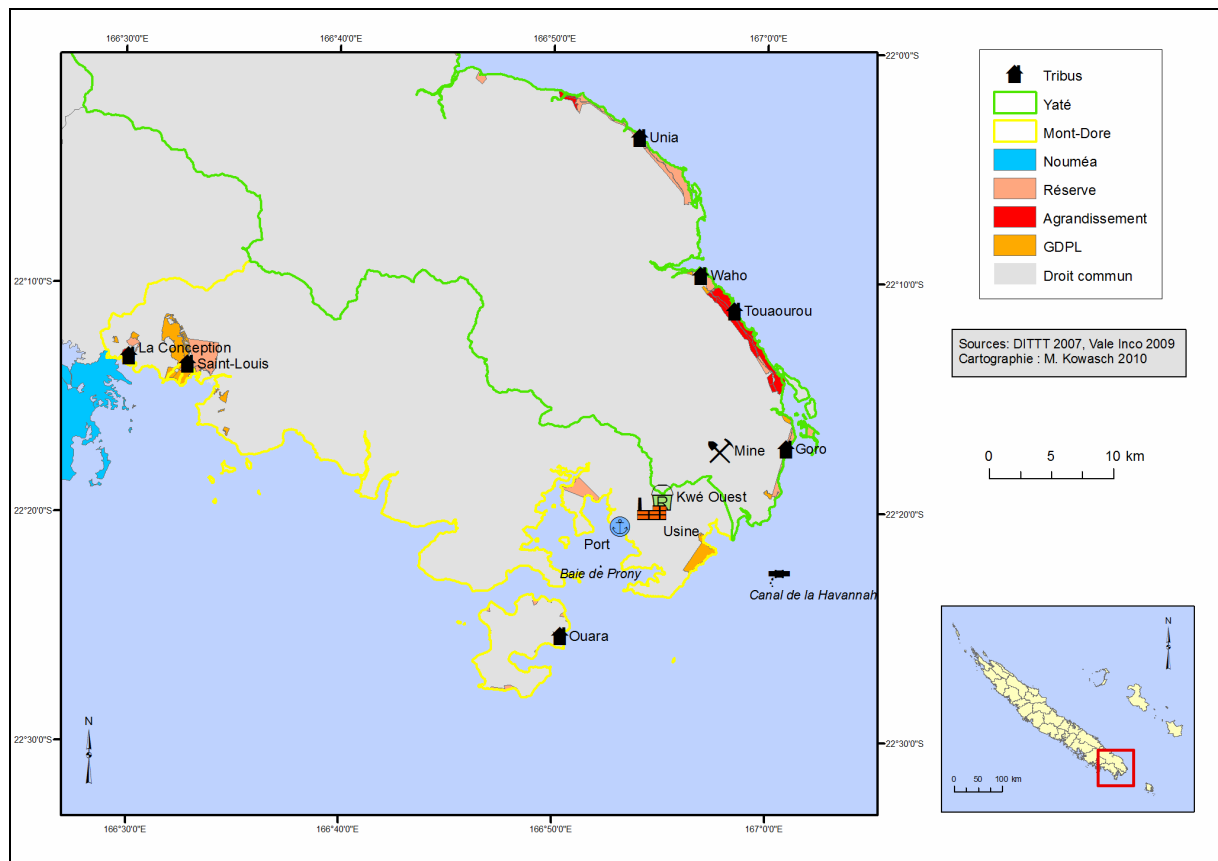 166°30'0"E
166°40'0"E
166°50'0"E
167°0'0"E
22°0'0"S
22°10'0"S
22°10'0"S
22°20'0"S
22°20'0"S
22°30'0"S
22°30'0"S
Unia
Waho
Touaourou
La Conception
Saint-Louis
Mine
Goro
Kwé Ouest
R
Usine
Port
Baie de Prony
Canal de la Havannah
Ouara
N
166°30'0"E
166°40'0"E
166°50'0"E
167°0'0"E
Tribus
Yaté
Mont-Dore
Nouméa
Réserve
Agrandissement
GDPL
Droit commun
Sources: DITTT 2007, Vale Inco 2009
Cartographie : M. Kowasch 2010
0 5 10 km
N
0 50 100 km